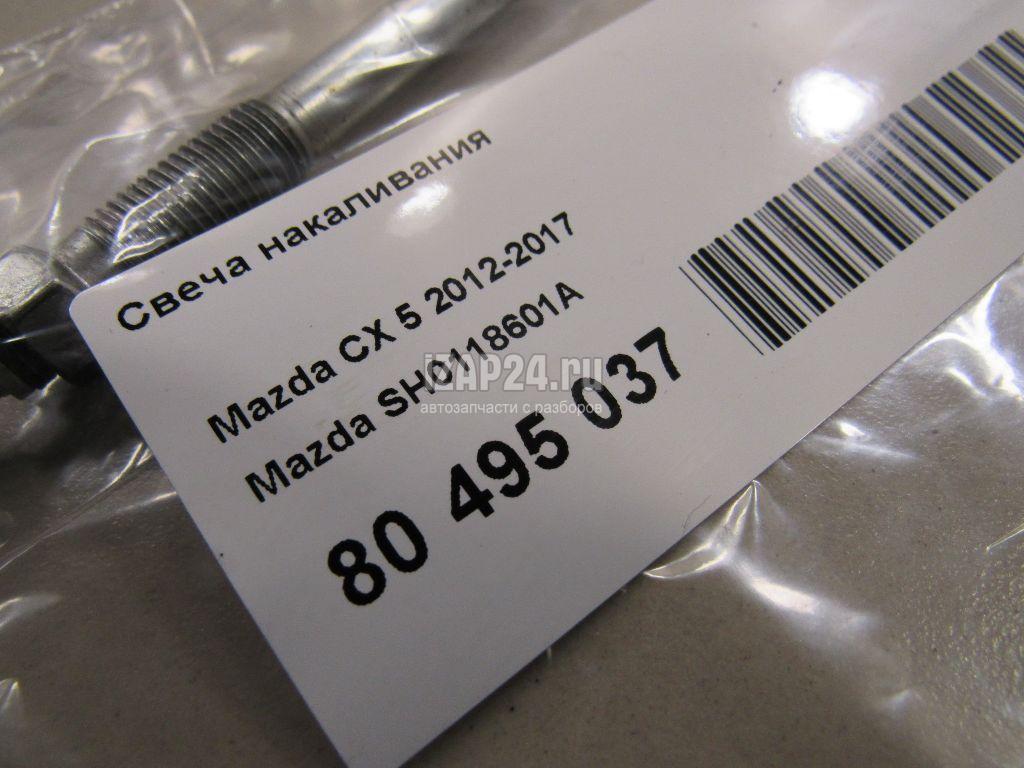 Свеча накаливания
Mazda CX 5 2012-2017
Mazda SH0118601A
80 495 037
iZAP24.ru
автозапчасти с разборов